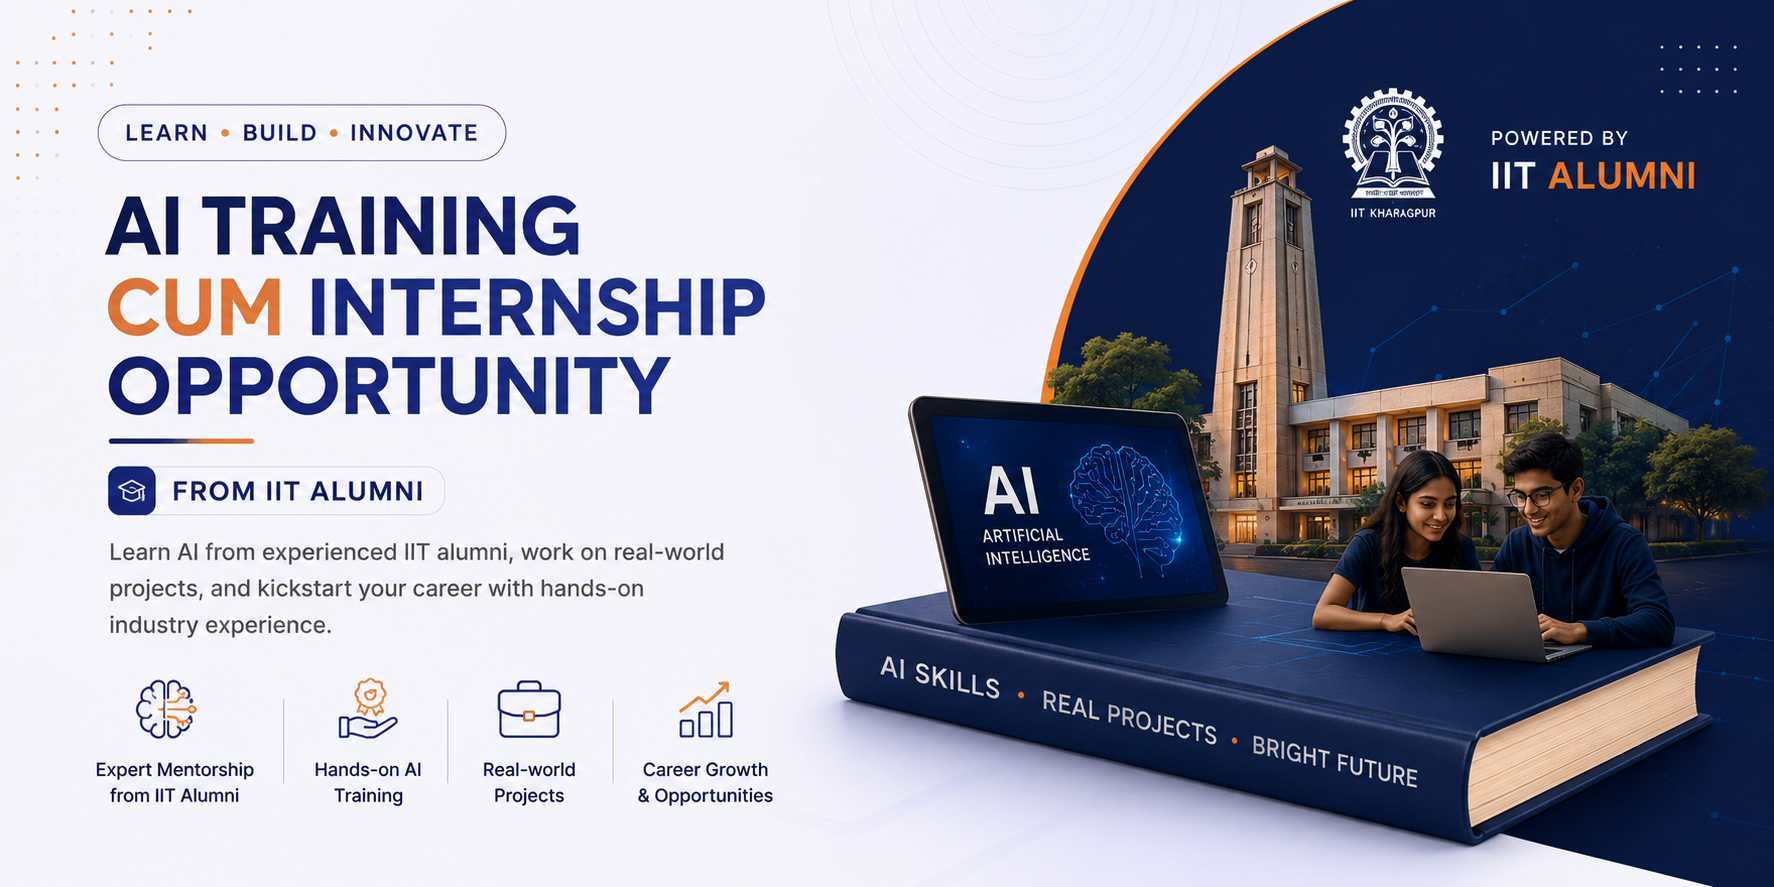 LEARN • BUILD • INNOVATE
AI TRAINING
CUM INTERNSHIP
OPPORTUNITY
FROM IIT ALUMNI
Learn AI from experienced IIT alumni, work on real-world
projects, and kickstart your career with hands-on
industry experience.
Expert Mentorship
from IIT Alumni
Hands-on AI
Training
Real-world
Projects
Career Growth
& Opportunities
IIT KHARAGPUR
POWERED BY
IIT ALUMNI
AI
ARTIFICIAL
INTELLIGENCE
AI SKILLS • REAL PROJECTS • BRIGHT FUTURE